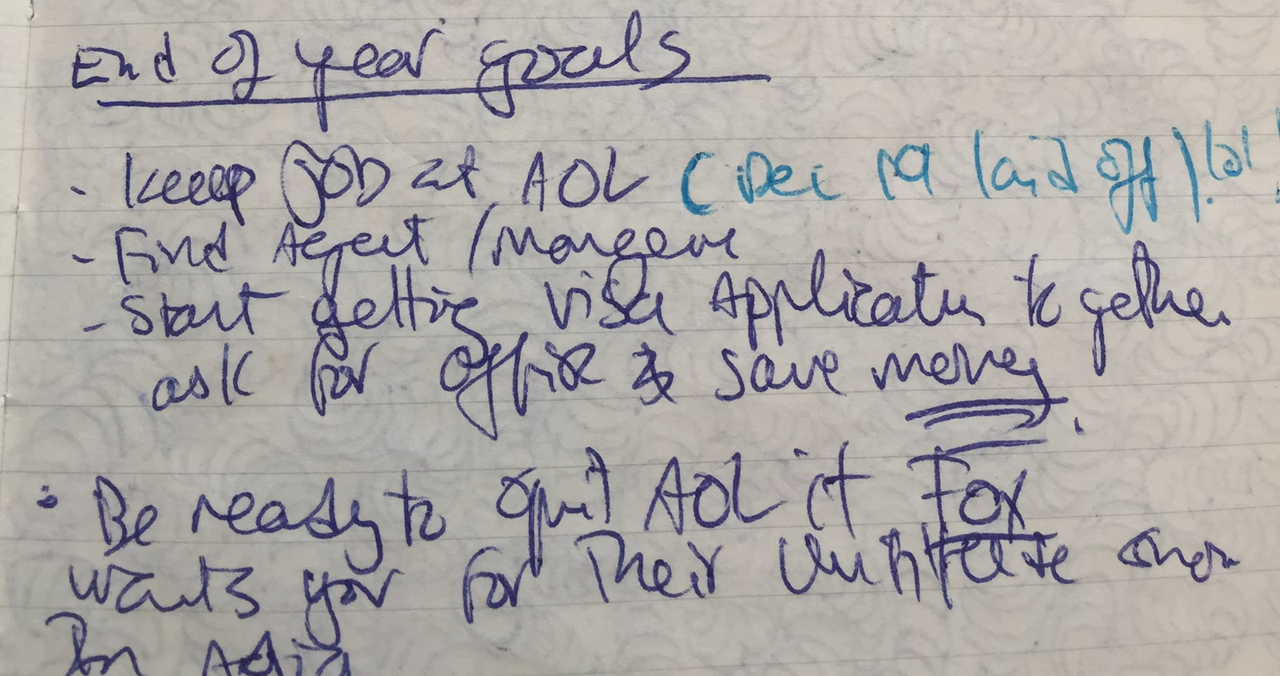 End of year goals
- Keep JOB at AOL (Dec 19 laid off)! lol!
- Find Agent /
- Start getting visa Application together
ask for office & save money.
· Be ready to quit AOL if Fox
wants you for their show